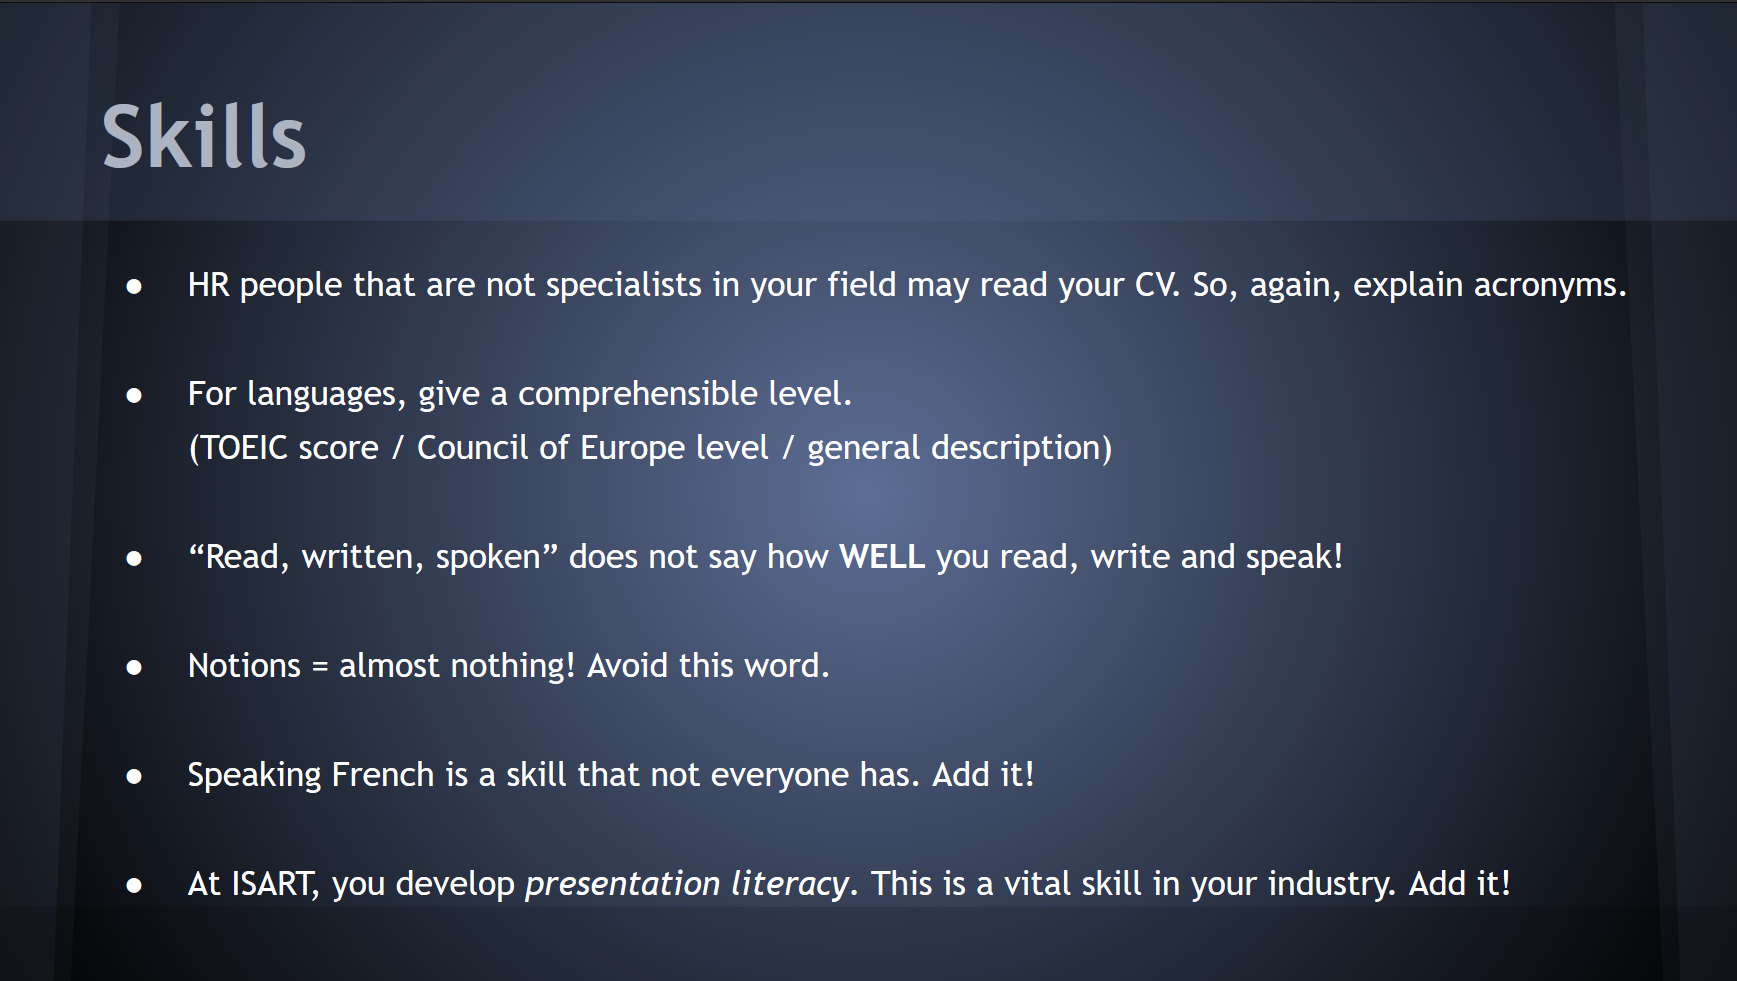 Skills
● HR people that are not specialists in your field may read your CV. So, again, explain acronyms.
● For languages, give a comprehensible level.
(TOEIC score / Council of Europe level / general description)
● “Read, written, spoken” does not say how WELL you read, write and speak!
● Notions = almost nothing! Avoid this word.
● Speaking French is a skill that not everyone has. Add it!
● At ISART, you develop presentation literacy. This is a vital skill in your industry. Add it!